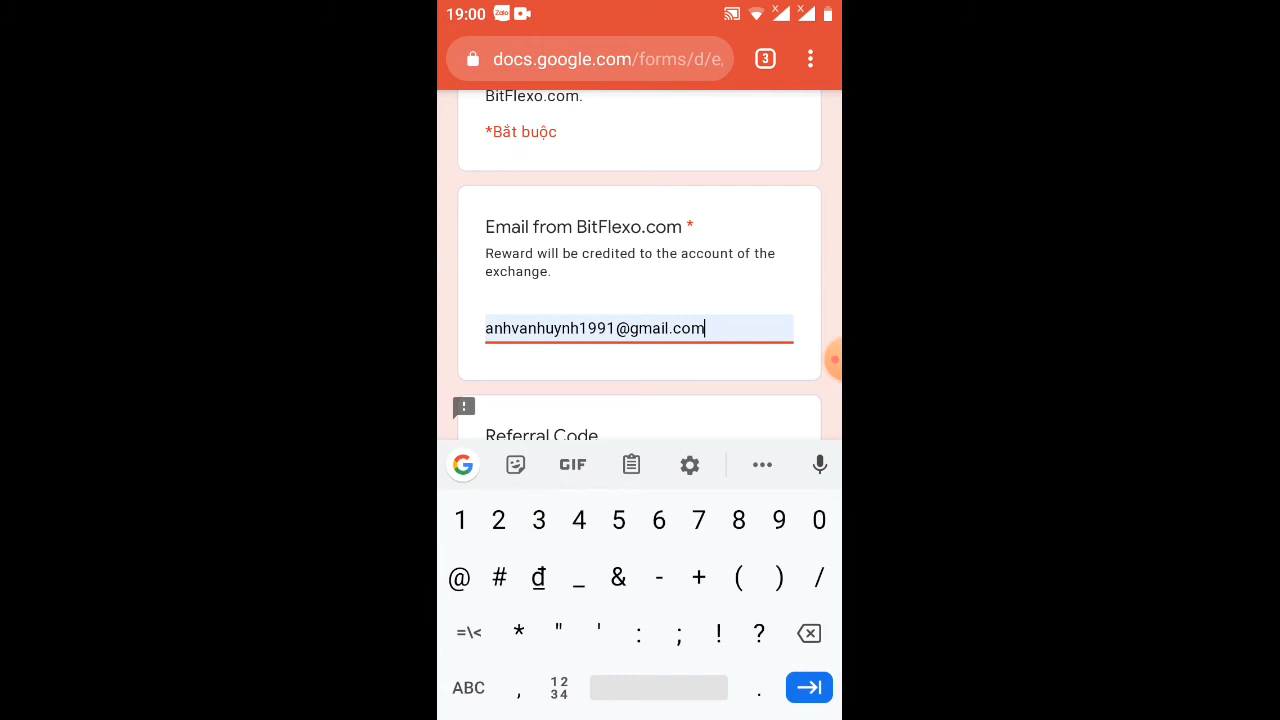 19:00 Zalo
docs.google.com/forms/d/e,
3
BitFlexo.com.
*Bắt buộc
Email from BitFlexo.com *
Reward will be credited to the account of the
exchange.
anhvanhuynh1991@gmail.com
Referral Code
GIF
1 2 3 4 5 6 7 8 9 0
@ # ₫ _ & - + ( ) /
=\< * " ' : ; ! ?
ABC , 12 34 .